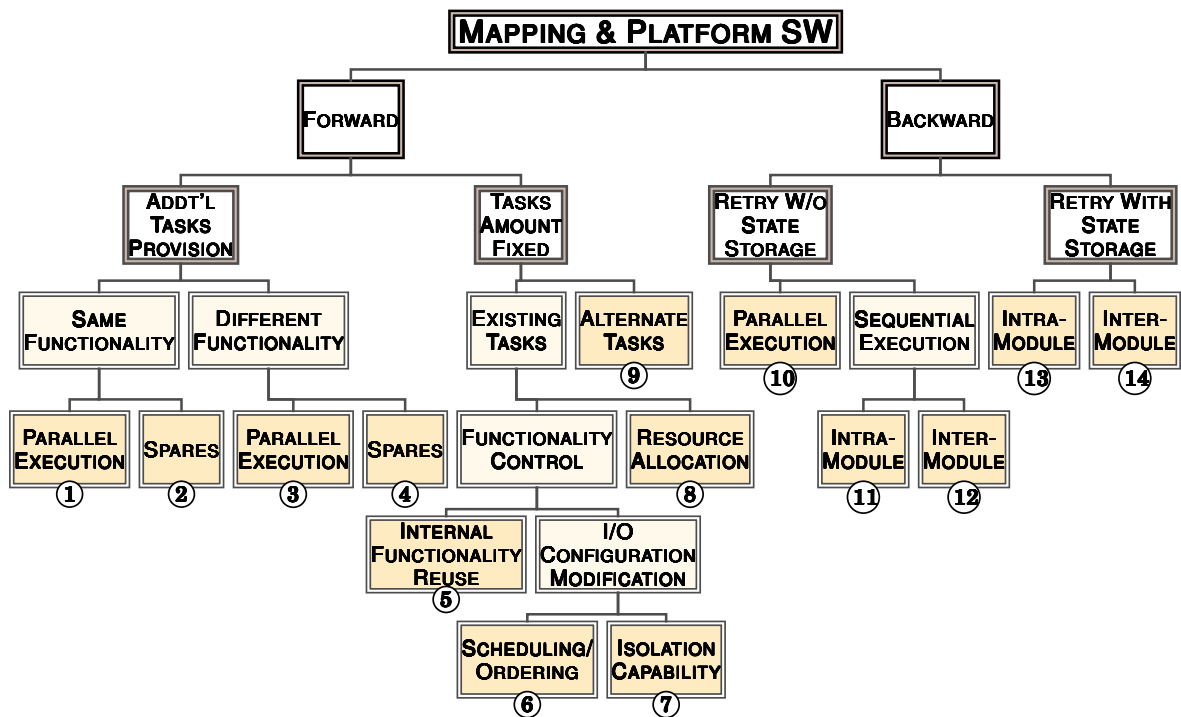 MAPPING & PLATFORM SW
FORWARD
BACKWARD
ADDT'L
TASKS
PROVISION
TASKS
AMOUNT
FIXED
RETRY W/O
STATE
STORAGE
RETRY WITH
STATE
STORAGE
SAME
FUNCTIONALITY
DIFFERENT
FUNCTIONALITY
EXISTING
TASKS
ALTERNATE
TASKS
9
PARALLEL
EXECUTION
10
SEQUENTIAL
EXECUTION
INTRA-
MODULE
13
INTER-
MODULE
14
PARALLEL
EXECUTION
1
SPARES
2
PARALLEL
EXECUTION
3
SPARES
4
FUNCTIONALITY
CONTROL
RESOURCE
ALLOCATION
8
INTRA-
MODULE
11
INTER-
MODULE
12
INTERNAL
FUNCTIONALITY
REUSE
5
I/O
CONFIGURATION
MODIFICATION
SCHEDULING/
ORDERING
6
ISOLATION
CAPABILITY
7